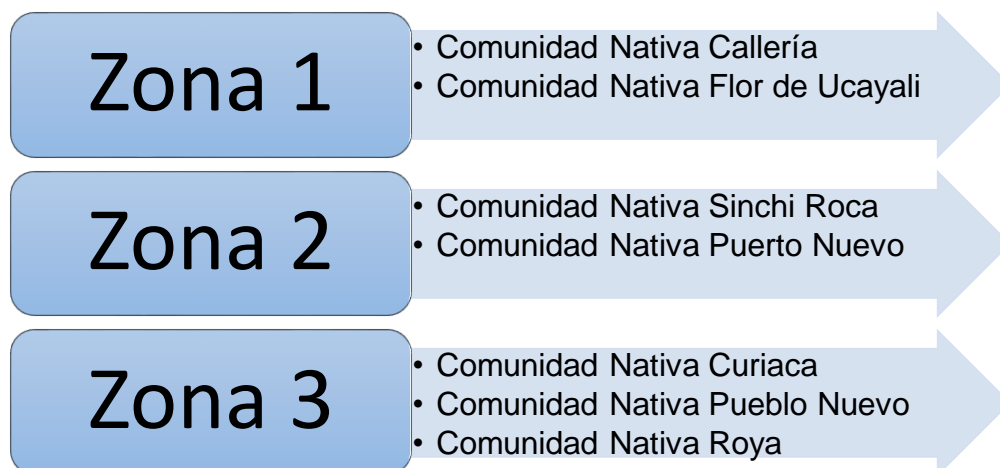 Zona 1
• Comunidad Nativa Callería
• Comunidad Nativa Flor de Ucayali
Zona 2
• Comunidad Nativa Sinchi Roca
• Comunidad Nativa Puerto Nuevo
Zona 3
• Comunidad Nativa Curiaca
• Comunidad Nativa Pueblo Nuevo
• Comunidad Nativa Roya